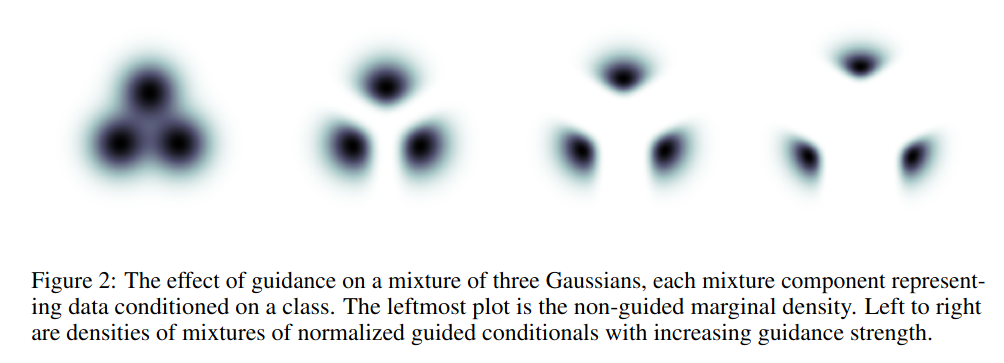 Figure 2: The effect of guidance on a mixture of three Gaussians, each mixture component represent-
ing data conditioned on a class. The leftmost plot is the non-guided marginal density. Left to right
are densities of mixtures of normalized guided conditionals with increasing guidance strength.